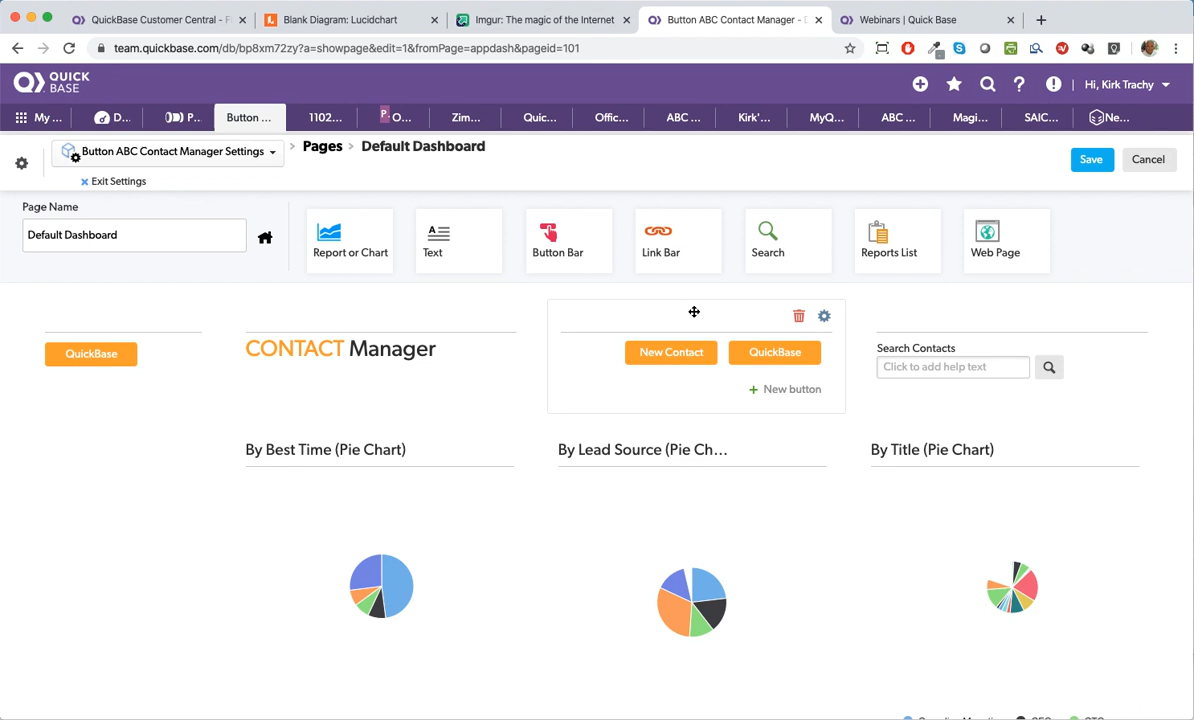 QuickBase Customer Central - F
Blank Diagram: Lucidchart
Imgur: The magic of the Internet
Button ABC Contact Manager - D
Webinars | Quick Base
team.quickbase.com/db/bp8xm72zy?a=showpage&edit=1&fromPage=appdash&pageid=101
QUICK
BASE
Hi, Kirk Trachy
My ...
D...
P...
Button ...
1102...
P.
O...
Zim...
Quic...
Offic...
ABC ...
Kirk'...
MyQ...
ABC ...
Magi...
SAIC...
Ne...
Button ABC Contact Manager Settings > Pages > Default Dashboard
Save
Cancel
Exit Settings
Page Name
Default Dashboard
Report or Chart
Text
Button Bar
Link Bar
Search
Reports List
Web Page
QuickBase
CONTACT Manager
New Contact
QuickBase
+ New button
Search Contacts
Click to add help text
By Best Time (Pie Chart)
By Lead Source (Pie Ch...
By Title (Pie Chart)